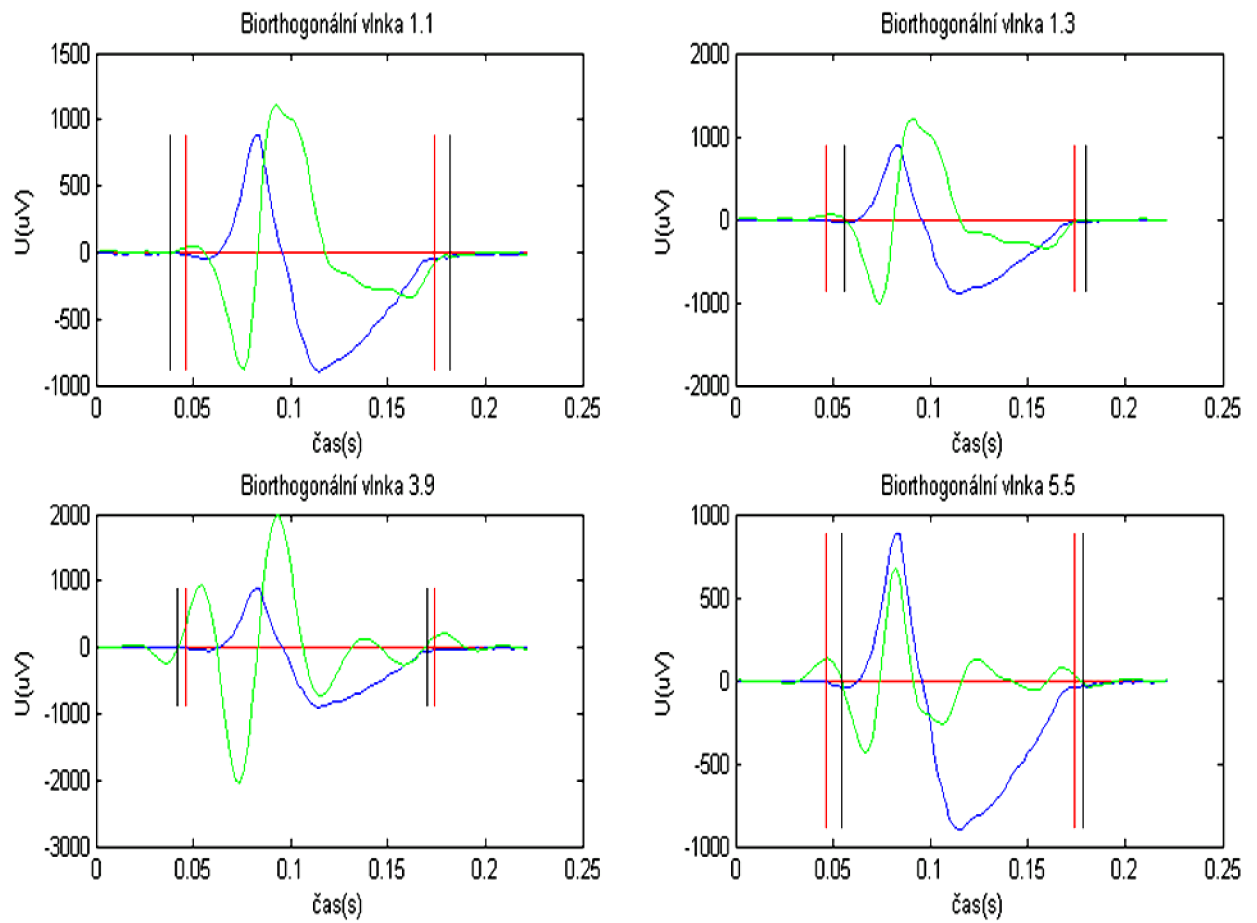 Biorthogonální vlnka 1.1
1500
1000
500
0
-500
-1000
U(uV)
0 0.05 0.1 0.15 0.2 0.25
čas(s)
Biorthogonální vlnka 1.3
2000
1000
0
-1000
-2000
U(uV)
0 0.05 0.1 0.15 0.2 0.25
čas(s)
Biorthogonální vlnka 3.9
2000
1000
0
-1000
-2000
-3000
U(uV)
0 0.05 0.1 0.15 0.2 0.25
čas(s)
Biorthogonální vlnka 5.5
1000
500
0
-500
-1000
U(uV)
0 0.05 0.1 0.15 0.2 0.25
čas(s)